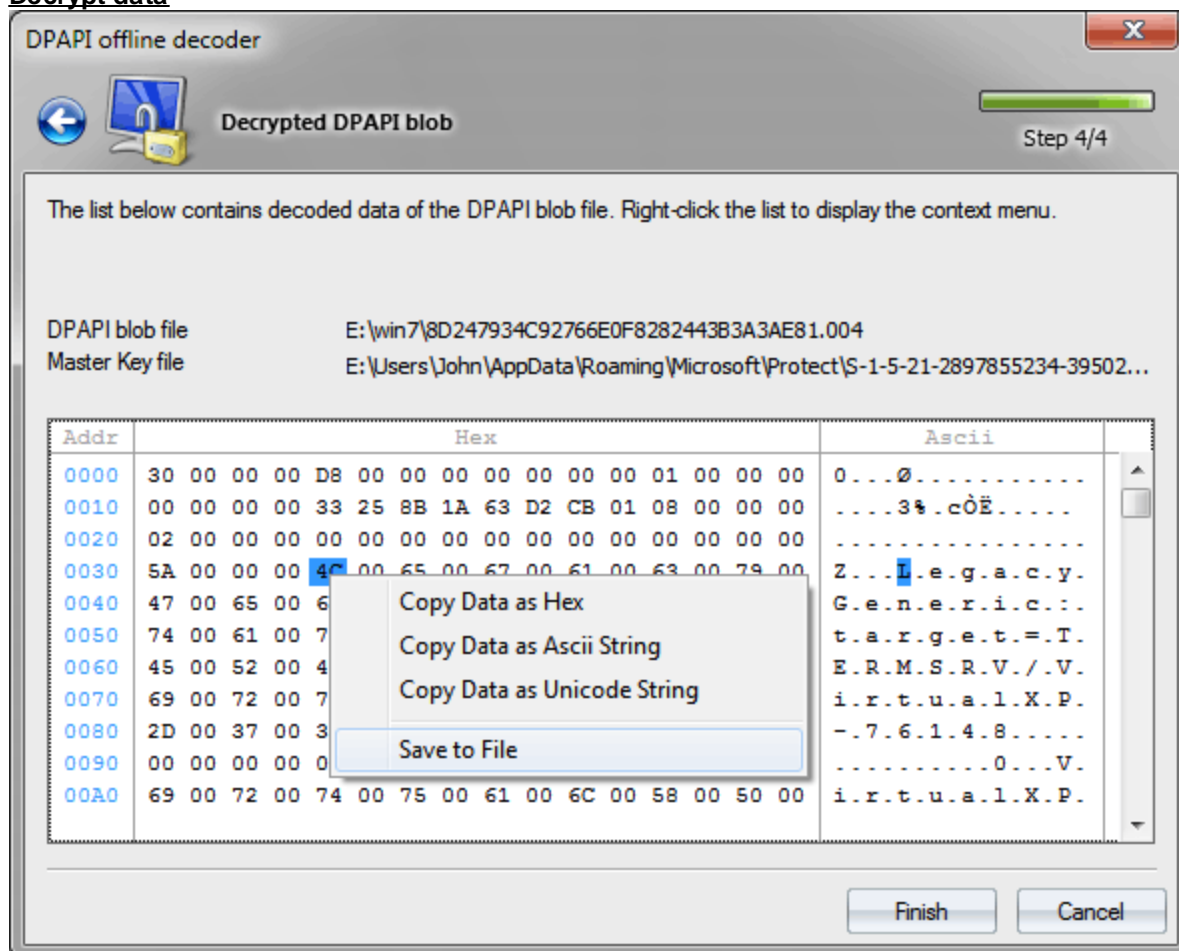 Decrypt data
DPAPI offline decoder
Decrypted DPAPI blob
Step 4/4
The list below contains decoded data of the DPAPI blob file. Right-click the list to display the context menu.
DPAPI blob file E:\win7\8D247934C92766E0F8282443B3A3AE81.004
Master Key file E:\Users\John\AppData\Roaming\Microsoft\Protect\S-1-5-21-2897855234-39502...
Addr Hex Ascii
0000 30 00 00 00 D8 00 00 00 00 00 00 00 01 00 00 00 0...Ø...........
0010 00 00 00 00 33 25 8B 1A 63 D2 CB 01 08 00 00 00 ....3%.cÒË.....
0020 02 00 00 00 00 00 00 00 00 00 00 00 00 00 00 00 ................
0030 5A 00 00 00 4C 00 65 00 67 00 61 00 63 00 79 00 Z...L.e.g.a.c.y.
0040 47 00 65 00 6 Copy Data as Hex G.e.n.e.r.i.c.:.
0050 74 00 61 00 7 Copy Data as Ascii String t.a.r.g.e.t.=.T.
0060 45 00 52 00 4 E.R.M.S.R.V./.V.
0070 69 00 72 00 7 Copy Data as Unicode String i.r.t.u.a.l.X.P.
0080 2D 00 37 00 3 Save to File -.7.6.1.4.8.....
0090 00 00 00 00 0 ..........0...V.
00A0 69 00 72 00 74 00 75 00 61 00 6C 00 58 00 50 00 i.r.t.u.a.l.X.P.
Finish Cancel